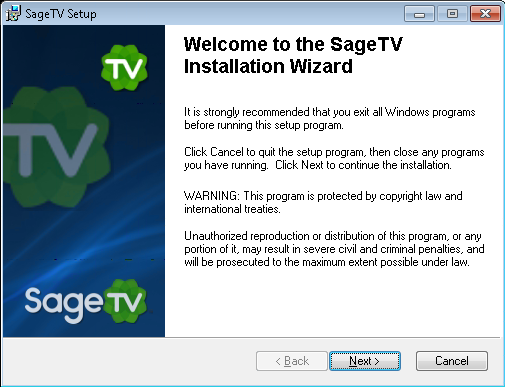 SageTV Setup
TV
TV
SageTV
Welcome to the SageTV
Installation Wizard
It is strongly recommended that you exit all Windows programs
before running this setup program.
Click Cancel to quit the setup program, then close any programs
you have running. Click Next to continue the installation.
WARNING: This program is protected by copyright law and
international treaties.
Unauthorized reproduction or distribution of this program, or any
portion of it, may result in severe civil and criminal penalties, and
will be prosecuted to the maximum extent possible under law.
< Back
Next >
Cancel